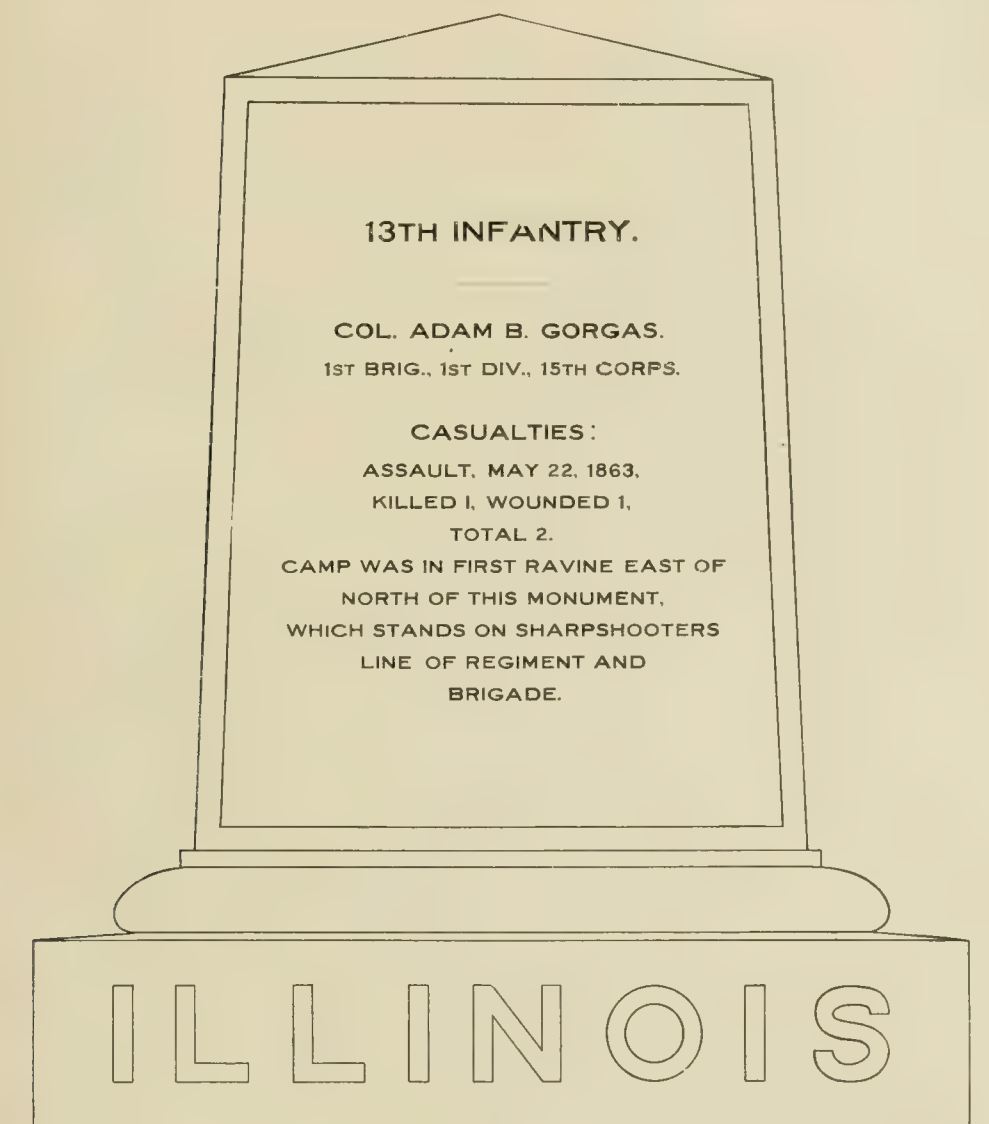 13TH INFANTRY.
COL. ADAM B. GORGAS.
1ST BRIG., 1ST DIV., 15TH CORPS.
CASUALTIES:
ASSAULT, MAY 22, 1863,
KILLED 1, WOUNDED 1,
TOTAL 2.
CAMP WAS IN FIRST RAVINE EAST OF
NORTH OF THIS MONUMENT,
WHICH STANDS ON SHARPSHOOTERS
LINE OF REGIMENT AND
BRIGADE.
ILLINOIS